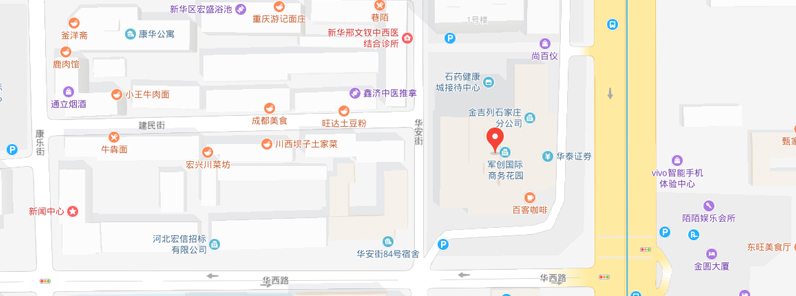 新华区宏盛浴池
重庆游记面庄
巷陌
1号楼
釜洋斋
康华公寓
新华邢文钗中西医
结合诊所
P
尚百仪
鹿肉馆
石药健康
城接待中心
通立烟酒
小王牛肉面
鑫济中医推拿
成都美食
旺达土豆粉
金吉列石家庄
分公司
建民街
康乐街
华安街
牛犇面
川西坝子土家菜
宏兴川菜坊
P
军创国际
商务花园
华泰证券
甄家
vivo智能手机
体验中心
新闻中心
百客咖啡
陌陌娱乐会所
河北宏信招标
有限公司
华安街84号宿舍
P
P
东旺美食厅
金圆大厦
华西路
华西路